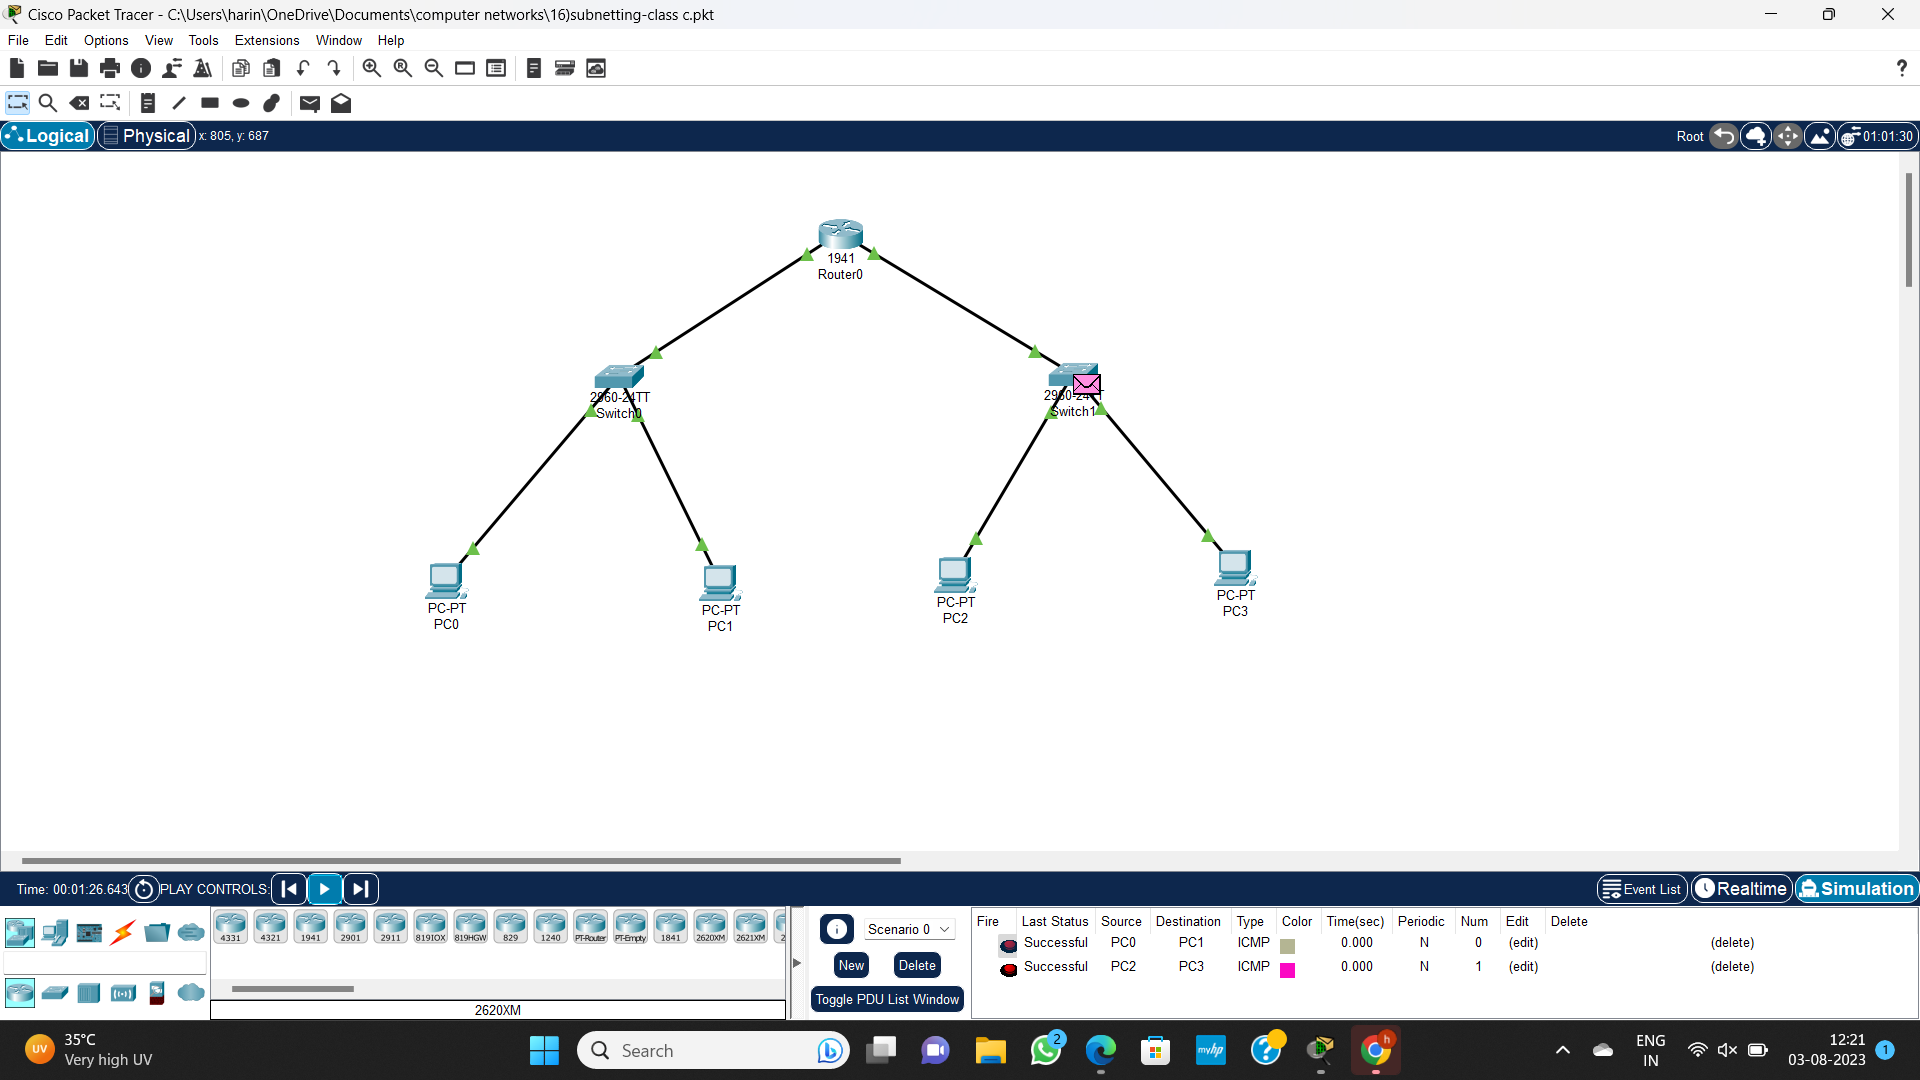 Cisco Packet Tracer - C:\Users\harin\OneDrive\Documents\computer networks\16)subnetting-class c.pkt
File Edit Options View Tools Extensions Window Help
?
Logical Physical x: 805, y: 687 Root 01:01:30
1941
Router0
2960-24TT
Switch0
Switch1
PC-PT
PC0
PC-PT
PC1
PC-PT
PC2
PC-PT
PC3
Time: 00:01:26.643 PLAY CONTROLS: Event List Realtime Simulation
4331 4321 1941 2901 2911 819IOX 819HGW 829 1240 PT-Router PT-Empty 1841 2620XM 2621XM
2620XM
Scenario 0
New Delete
Toggle PDU List Window
Fire Last Status Source Destination Type Color Time(sec) Periodic Num Edit Delete
Successful PC0 PC1 ICMP 0.000 N 0 (edit) (delete)
Successful PC2 PC3 ICMP 0.000 N 1 (edit) (delete)
UV
35°C
Very high UV
Search
2
myhp
?
h
ENG
IN
12:21
03-08-2023
1